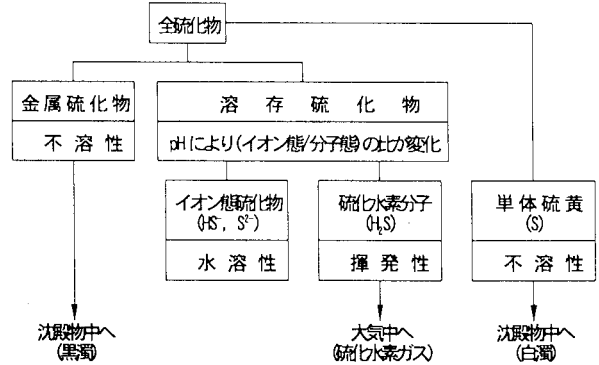 全硫化物
金属硫化物
不溶性
溶存硫化物
pHにより(イオン態/分子態)の比が変化
イオン態硫化物
(HS⁻, S²⁻)
水溶性
硫化水素分子
(H₂S)
揮発性
単体硫黄
(S)
不溶性
沈殿物中へ
(黒濁)
大気中へ
(硫化水素ガス)
沈殿物中へ
(白濁)